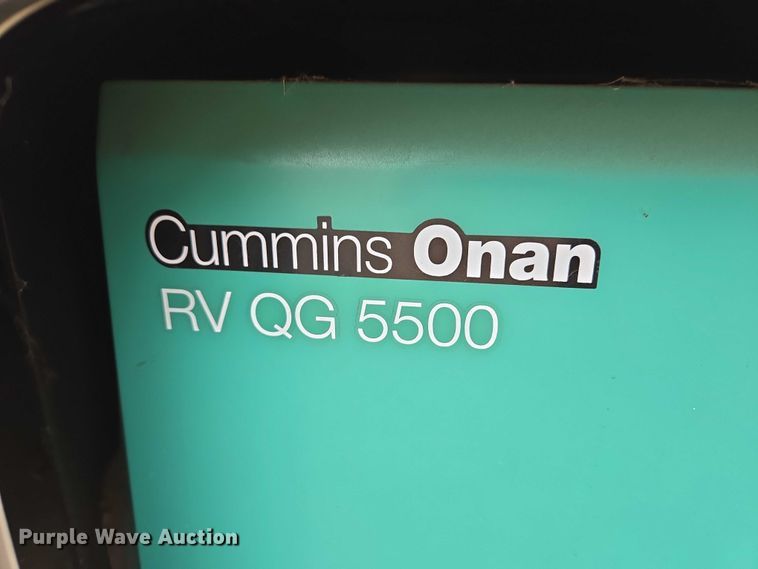 Cummins Onan
RV QG 5500
Purple Wave Auction